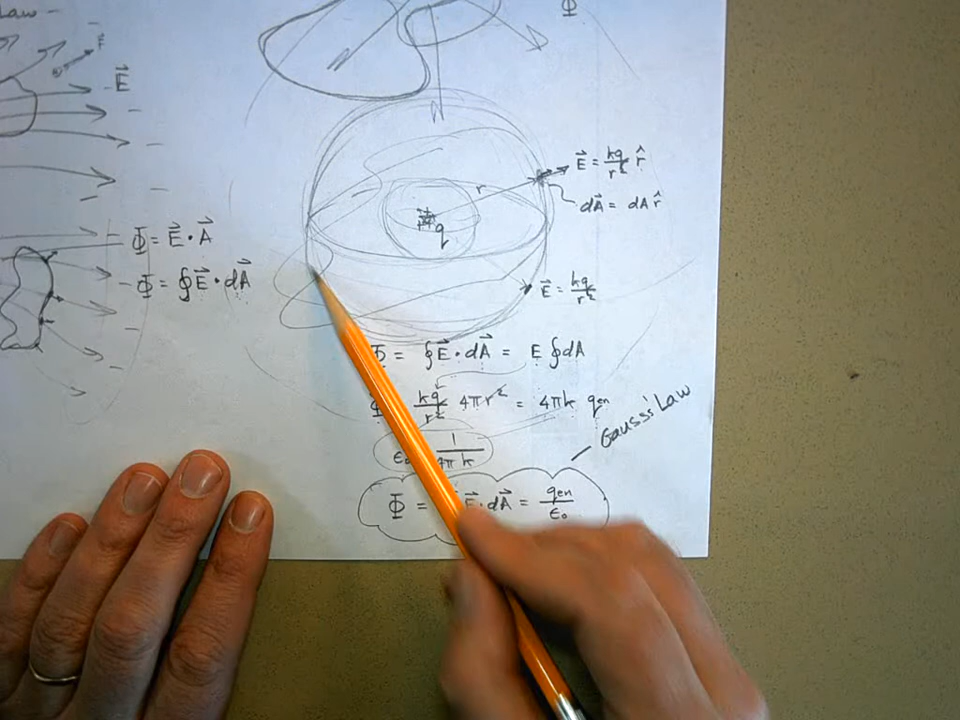 Law
F
E⃗
Φ
E⃗ = kq/r² r̂
r
dA⃗ = dA r̂
q
Φ = E⃗ · A⃗
Φ = ∮E⃗ · dA⃗
E⃗ = kq/r²
Φ = ∮E⃗ · dA⃗ = E ∮dA
kq/r² 4πr² = 4πk qen
Gauss' Law
ε₀ 1/4πk
Φ = E⃗ · dA⃗ = qen/ε₀